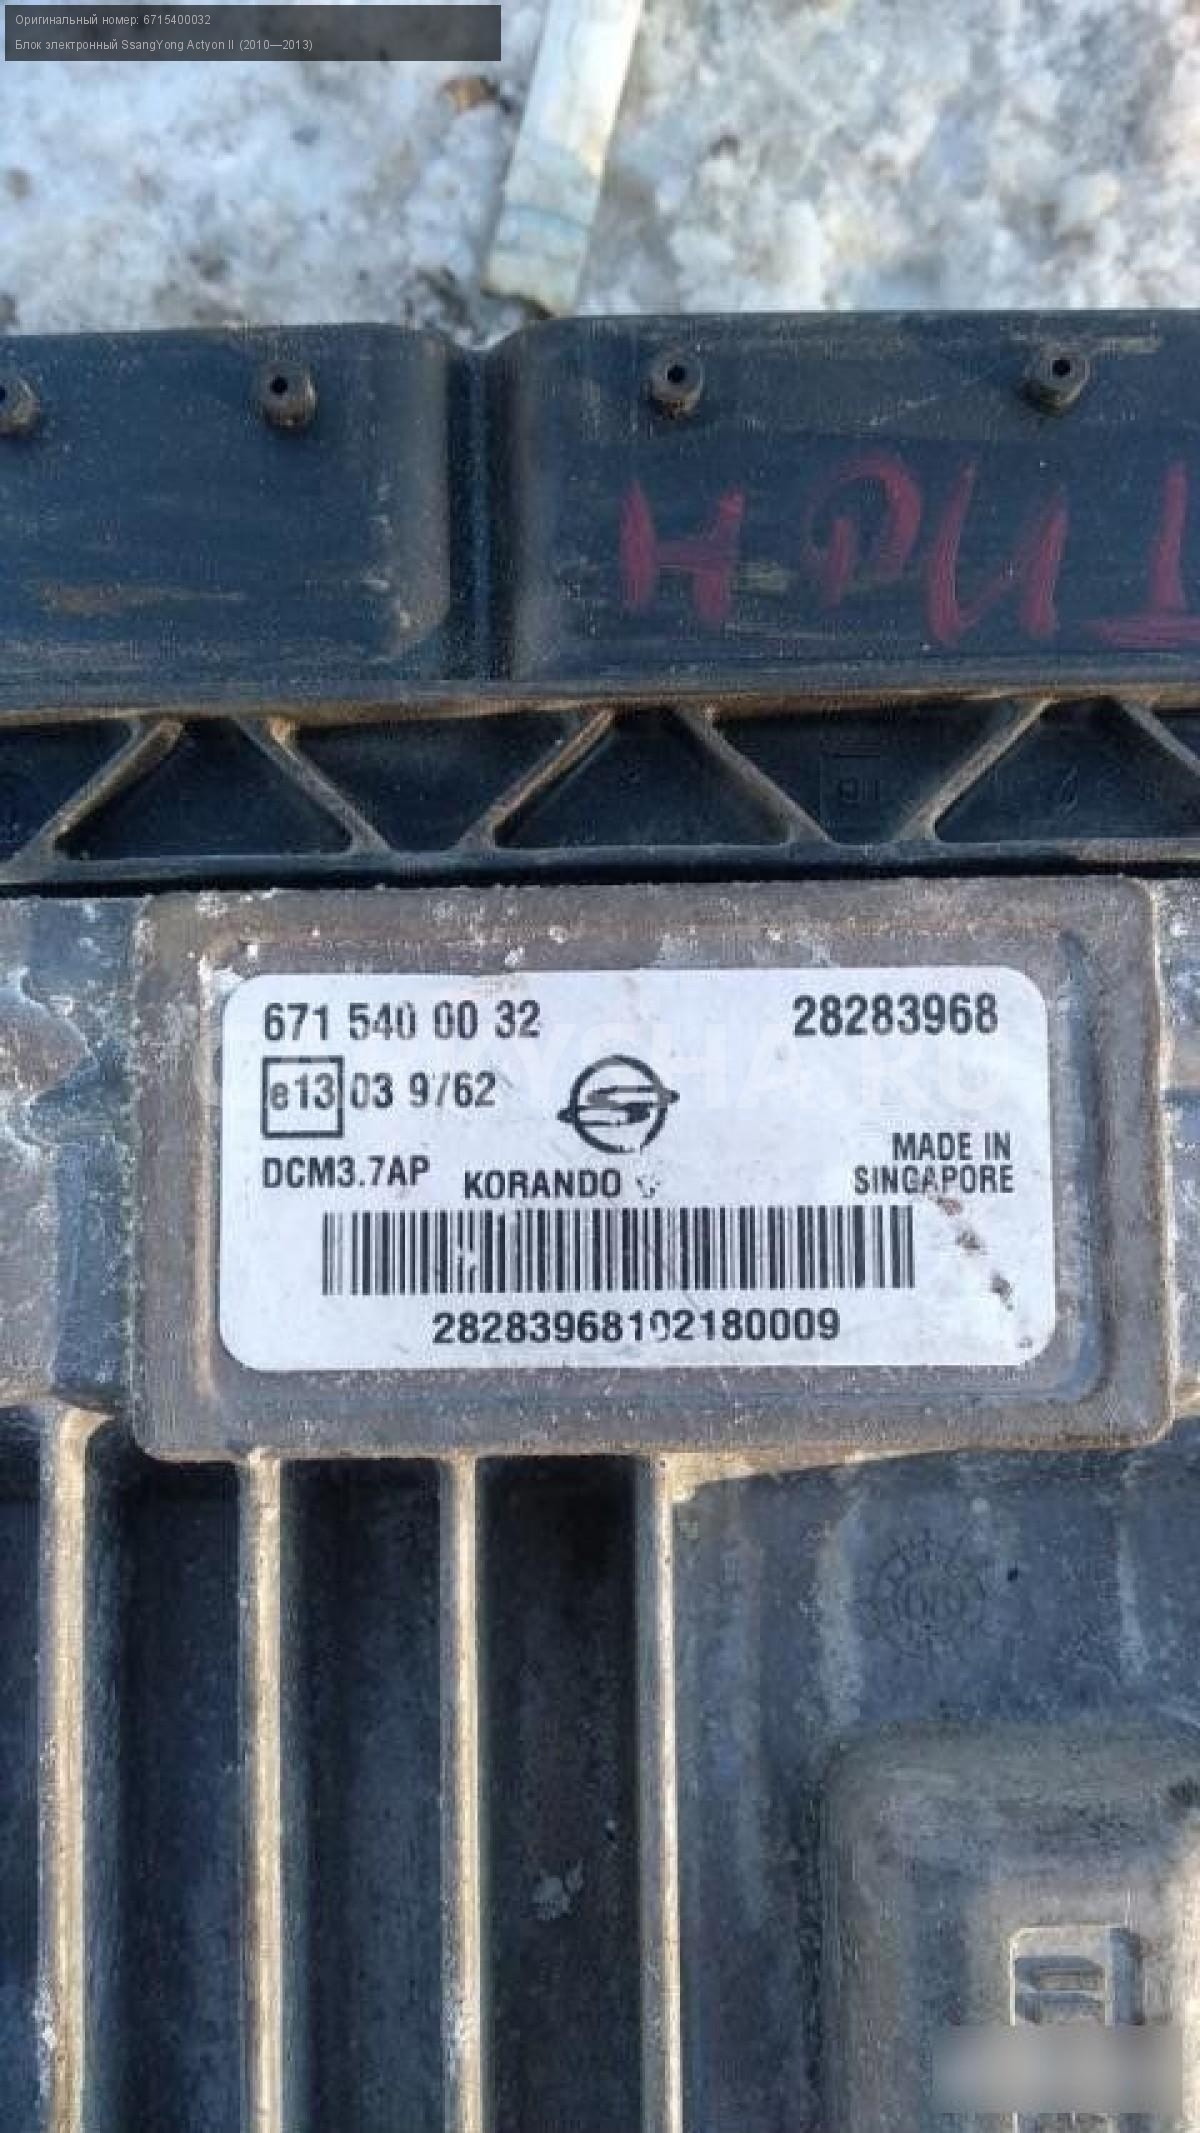 Оригинальный номер: 6715400032
Блок электронный SsangYong Actyon II (2010—2013)
671 540 00 32
28283968
e13 03 9762
DCM3.7AP
KORANDO
MADE IN
SINGAPORE
28283968102180009